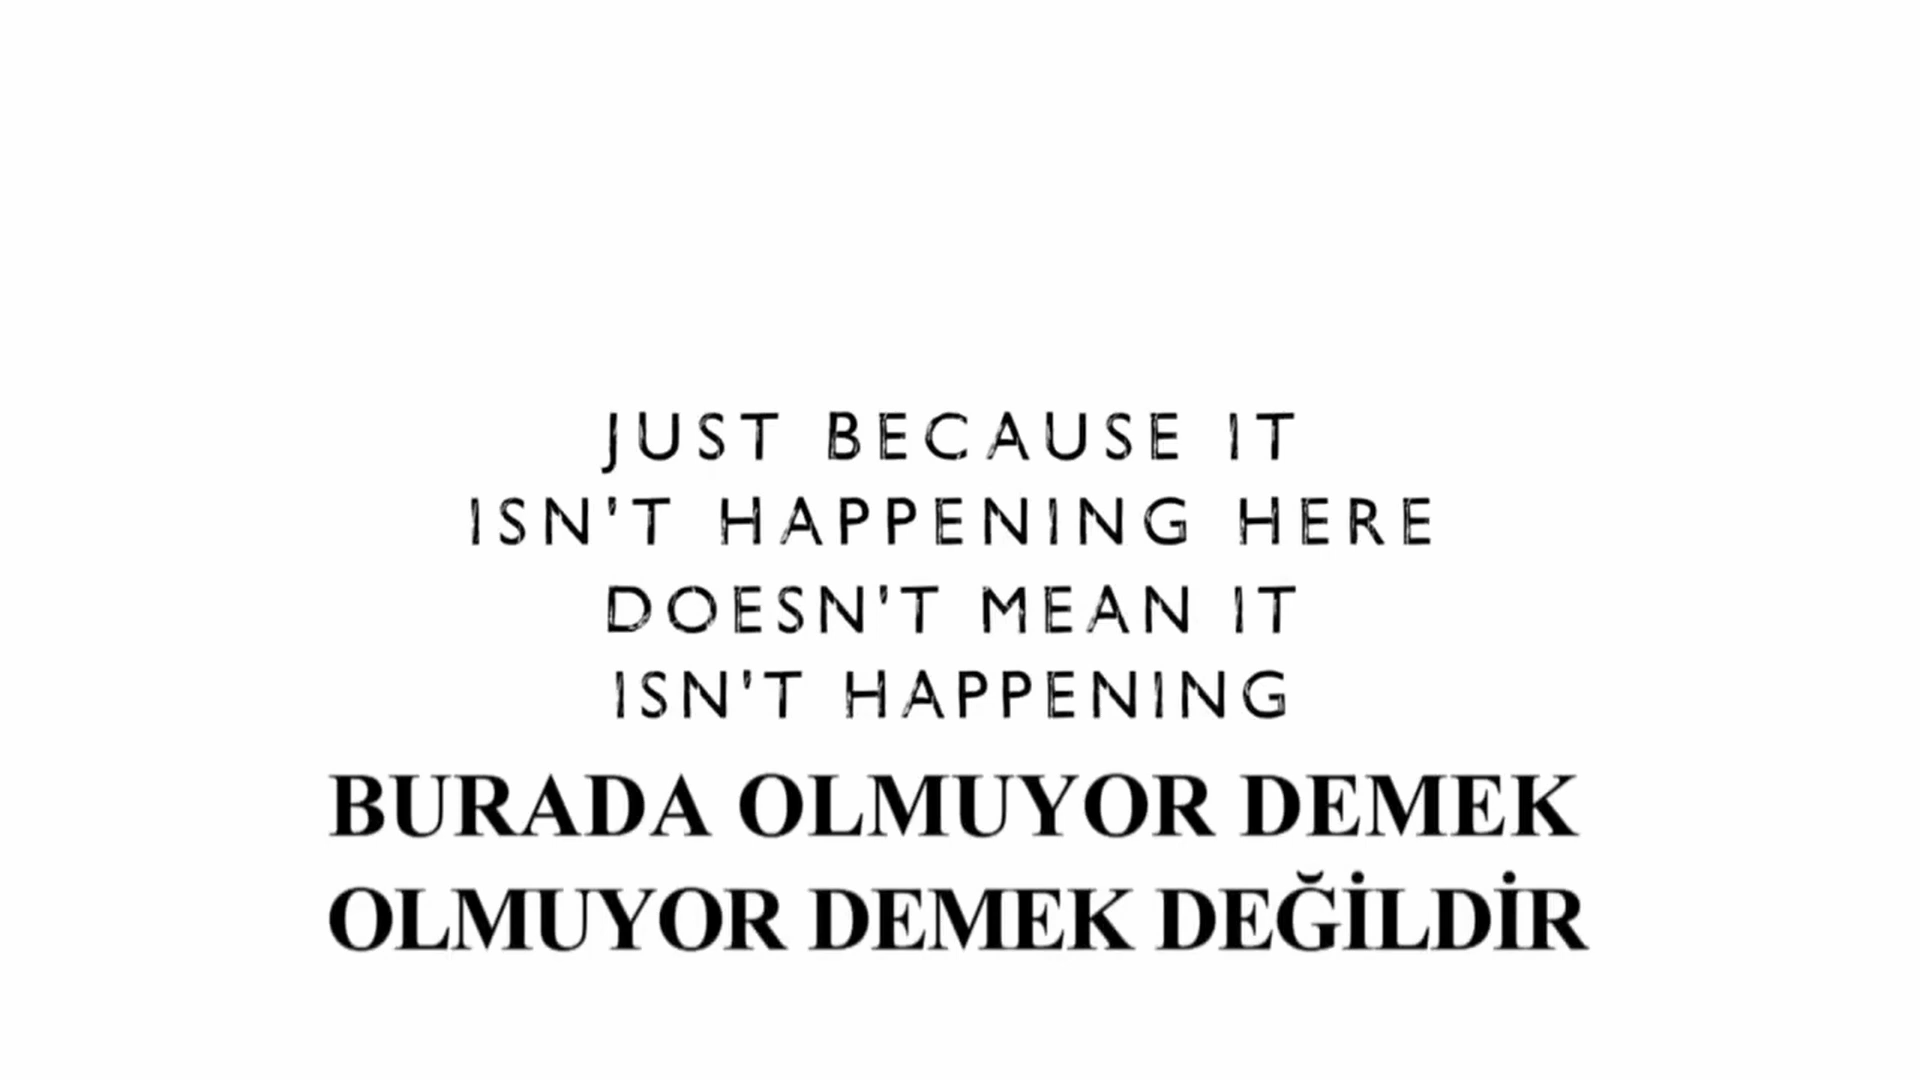 JUST BECAUSE IT
ISN'T HAPPENING HERE
DOESN'T MEAN IT
ISN'T HAPPENING
BURADA OLMUYOR DEMEK
OLMUYOR DEMEK DEĞİLDİR